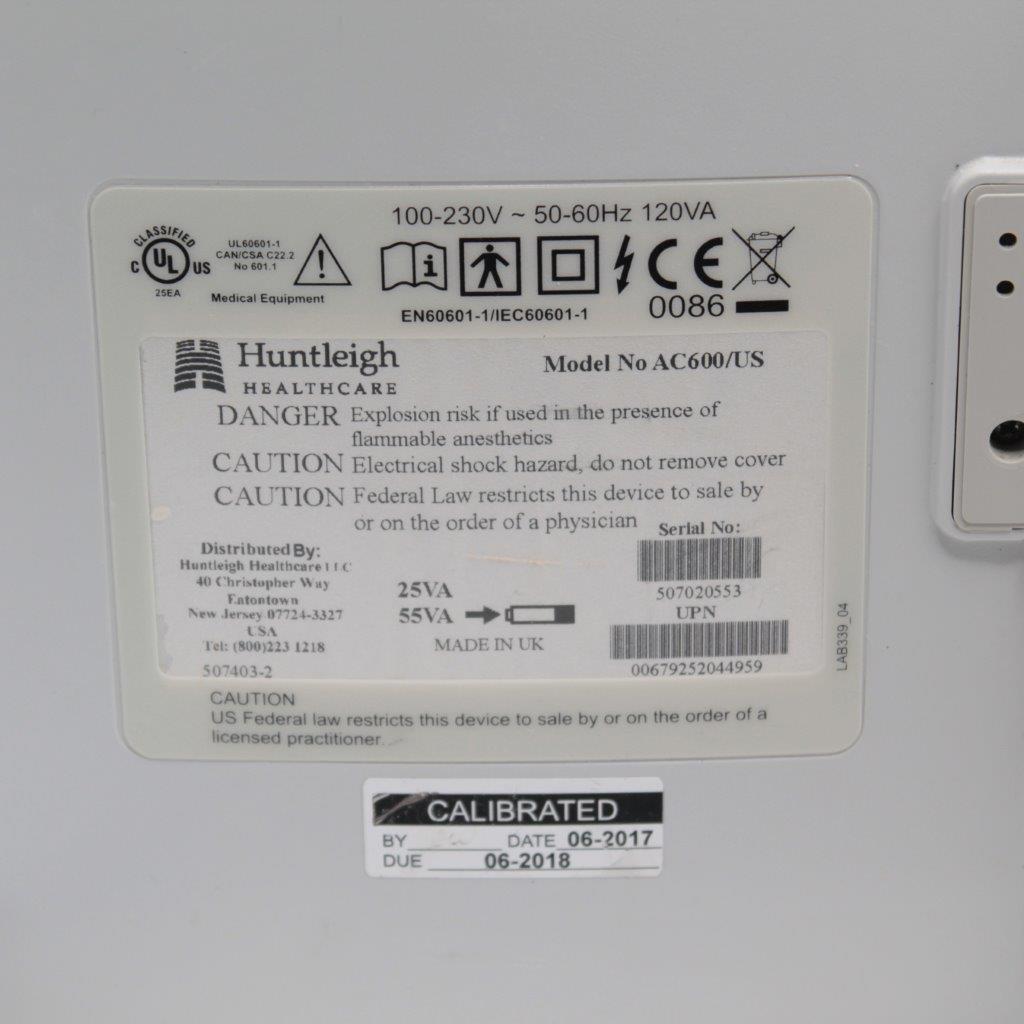 100-230V ~ 50-60Hz 120VA
CLASSIFIED
C UL US
25EA
UL60601-1
CAN/CSA C22.2
No 601.1
Medical Equipment
EN60601-1/IEC60601-1
CE
0086
Huntleigh
HEALTHCARE
Model No AC600/US
DANGER Explosion risk if used in the presence of
flammable anesthetics
CAUTION Electrical shock hazard, do not remove cover
CAUTION Federal Law restricts this device to sale by
or on the order of a physician
Distributed By:
Huntleigh Healthcare LLC
40 Christopher Way
Eatontown
New Jersey 07724-3327
USA
Tel: (800)223 1218
507403-2
25VA
55VA
MADE IN UK
Serial No:
507020553
UPN
00679252044959
LAB339_04
CAUTION
US Federal law restricts this device to sale by or on the order of a
licensed practitioner.
CALIBRATED
BY DATE 06-2017
DUE 06-2018